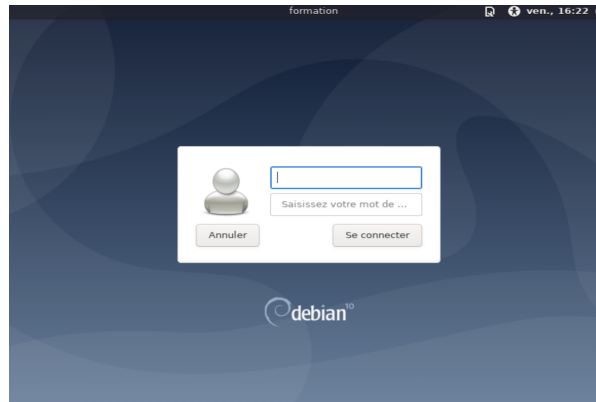 formation
ven., 16:22
Saisissez votre mot de ...
Annuler
Se connecter
debian 10